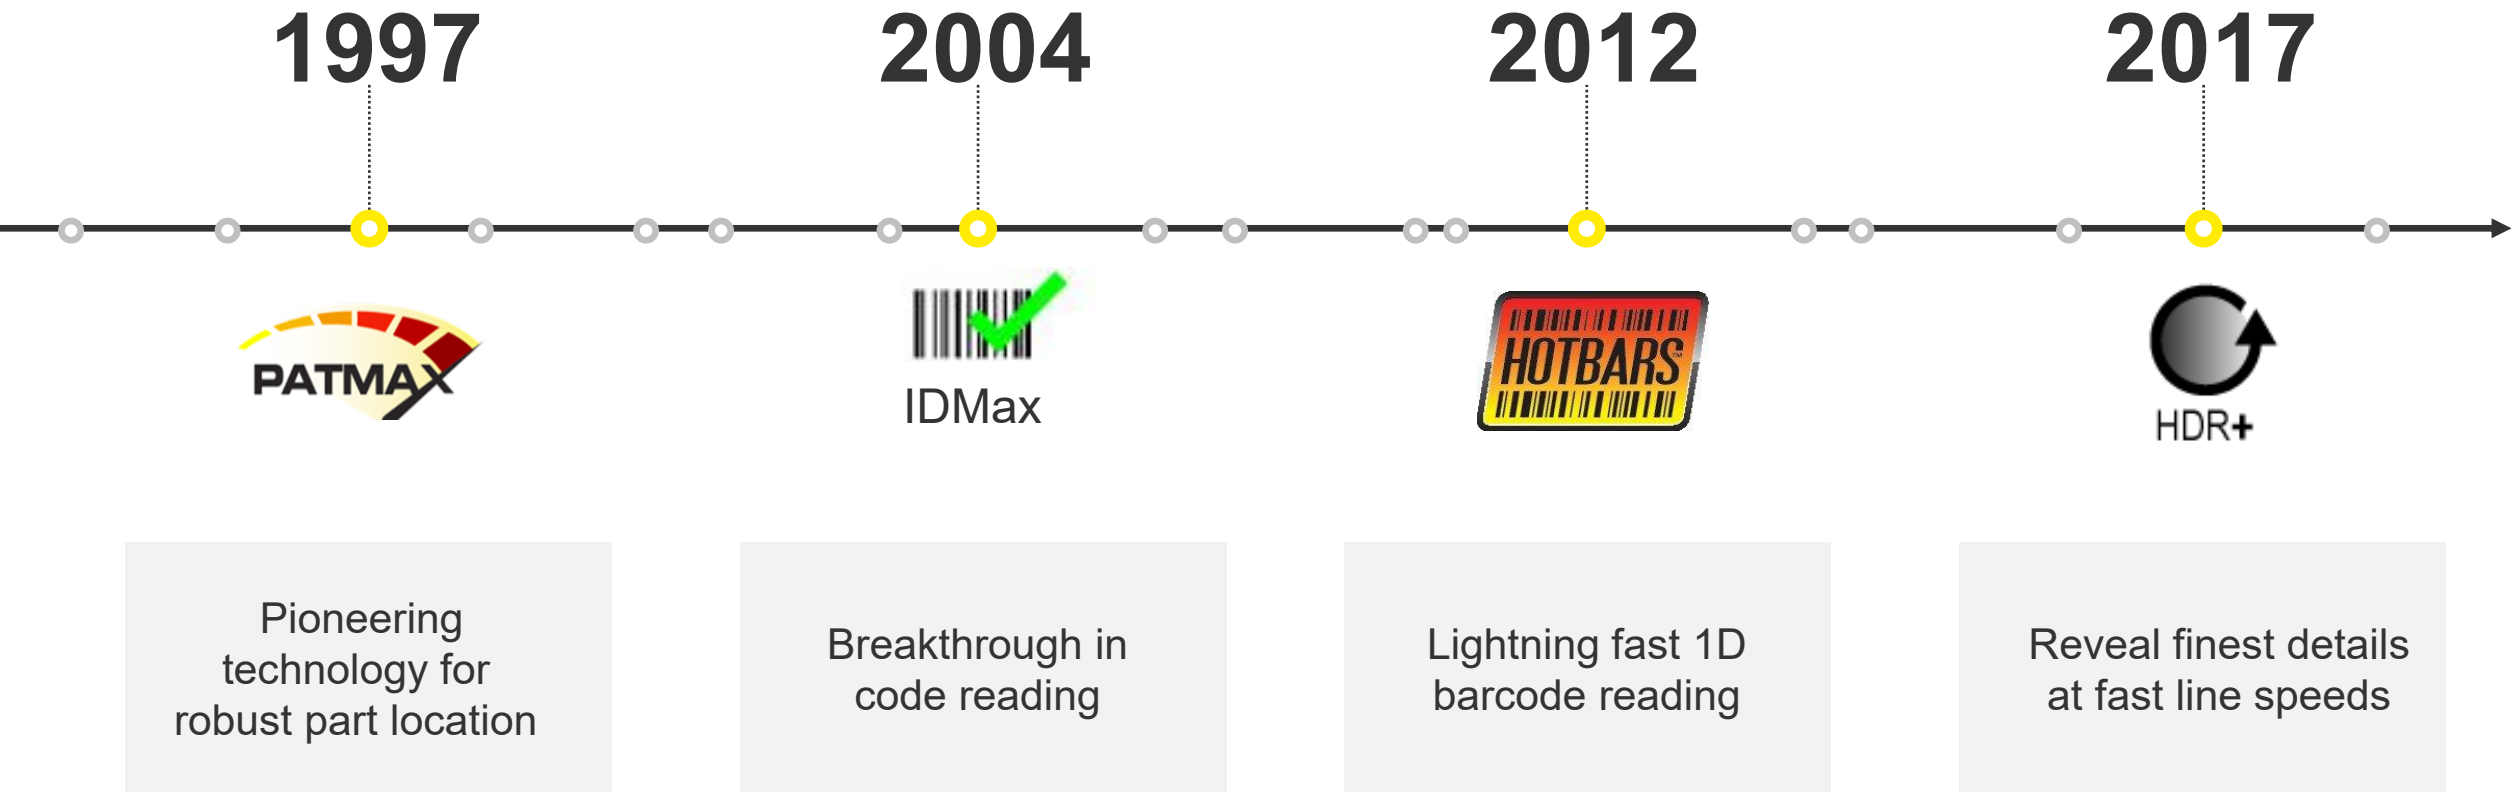 1997
2004
2012
2017
PATMAX
IDMax
HOTBARS™
HDR+
Pioneering
technology for
robust part location
Breakthrough in
code reading
Lightning fast 1D
barcode reading
Reveal finest details
at fast line speeds